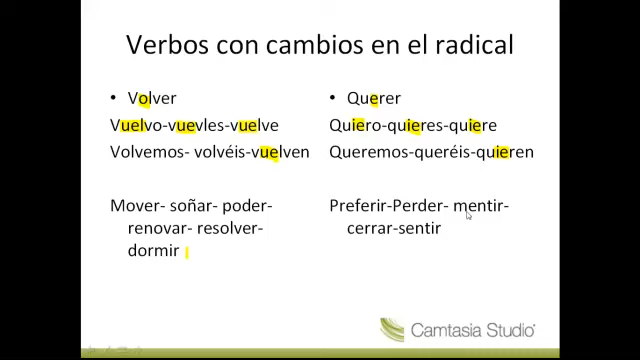 Verbos con cambios en el radical
• Volver
Vuelvo-vuevles-vuelve
Volvemos- volvéis-vuelven
Mover- soñar- poder-
renovar- resolver-
dormir
• Querer
Quiero-quieres-quiere
Queremos-queréis-quieren
Preferir-Perder- mentir-
cerrar-sentir
Camtasia Studio